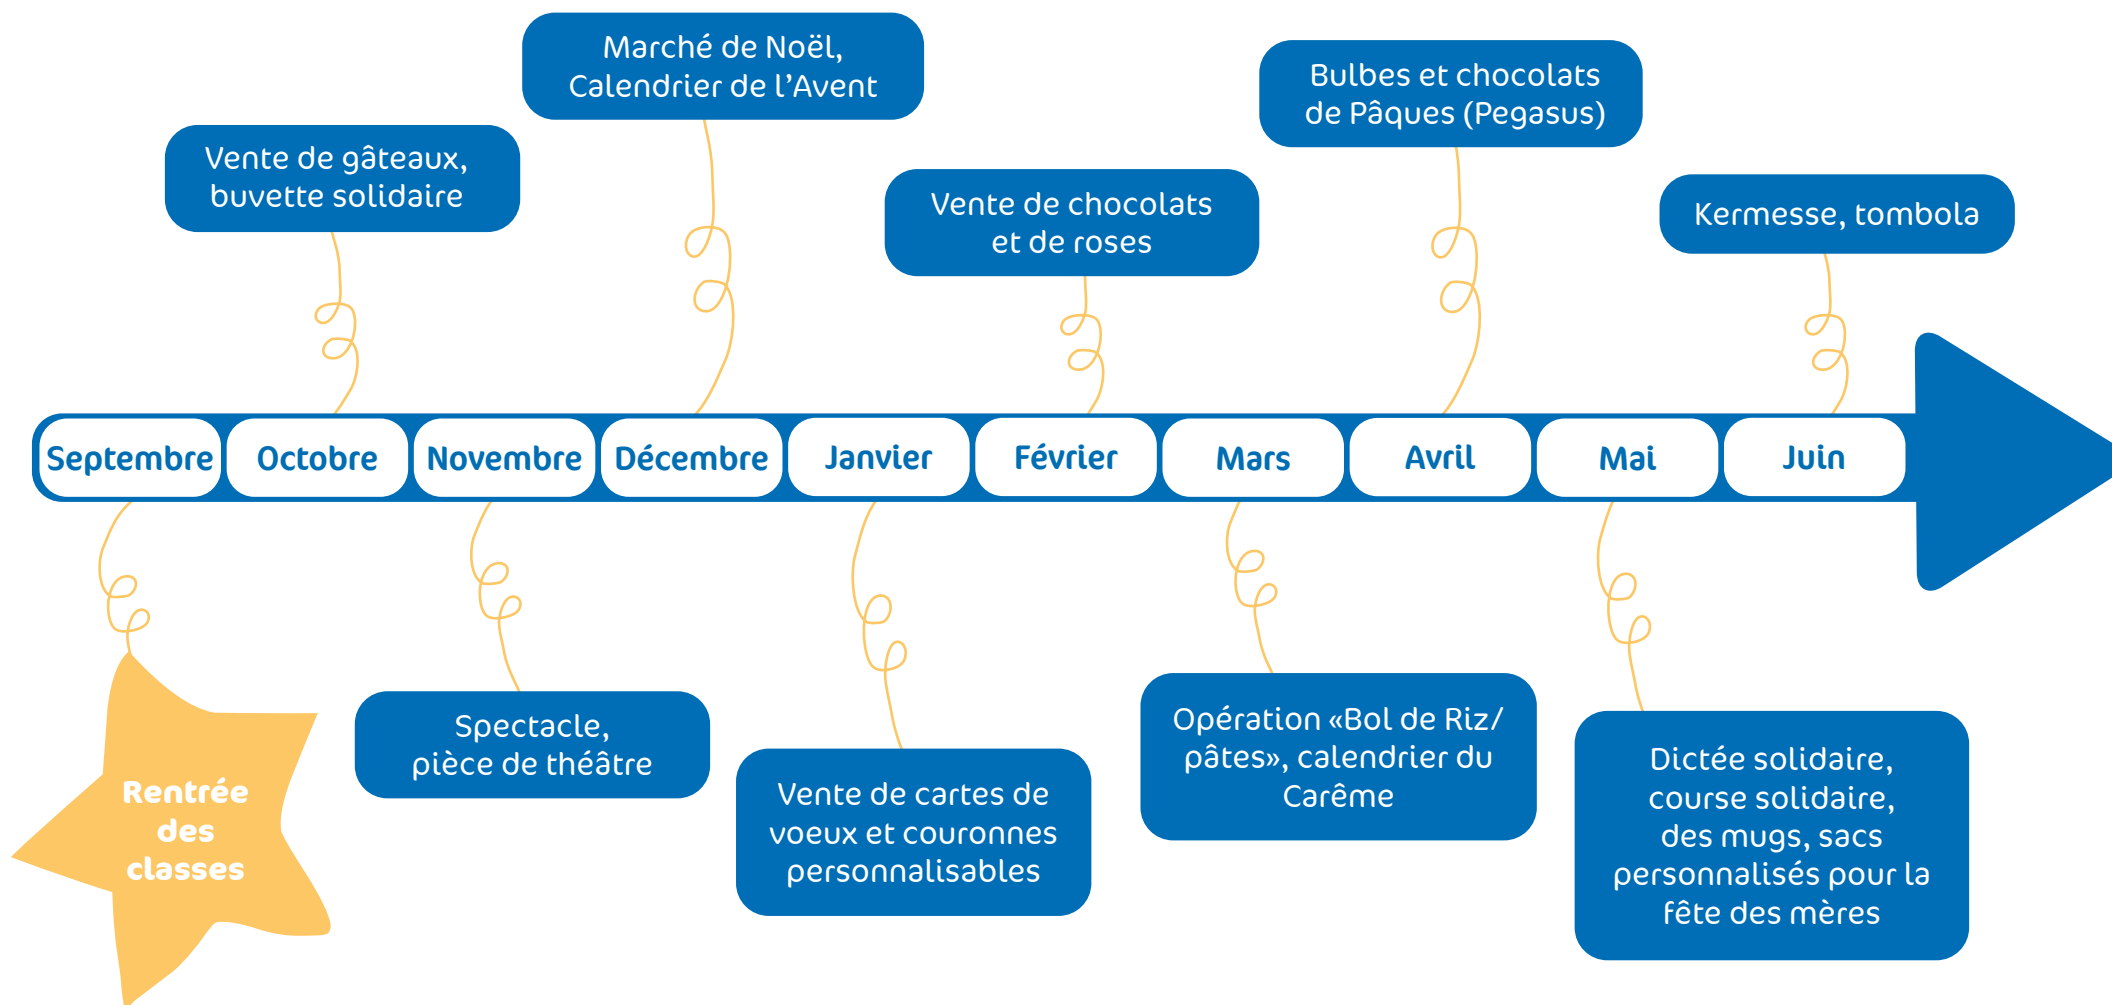 Marché de Noël,
Calendrier de l'Avent
Bulbes et chocolats
de Pâques (Pegasus)
Vente de gâteaux,
buvette solidaire
Vente de chocolats
et de roses
Kermesse, tombola
Septembre
Octobre
Novembre
Décembre
Janvier
Février
Mars
Avril
Mai
Juin
Rentrée
des
classes
Spectacle,
pièce de théâtre
Vente de cartes de
voeux et couronnes
personnalisables
Opération «Bol de Riz/
pâtes», calendrier du
Carême
Dictée solidaire,
course solidaire,
des mugs, sacs
personnalisés pour la
fête des mères